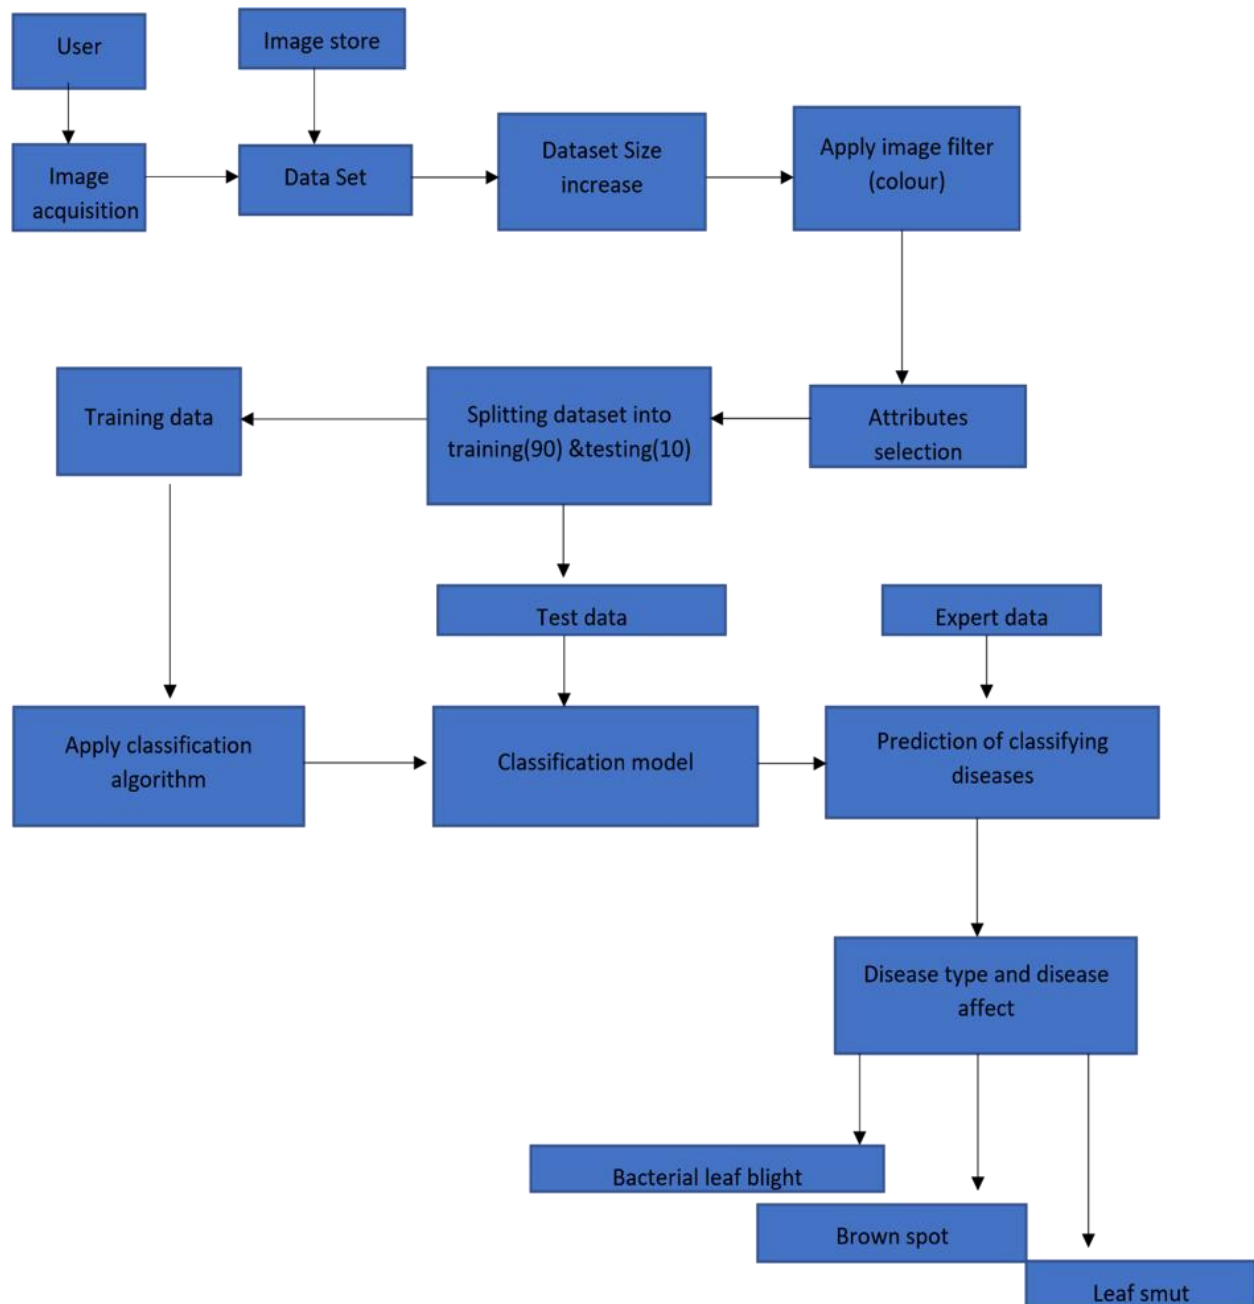 User
Image store
Image
acquisition
Data Set
Dataset Size
increase
Apply image filter
(colour)
Training data
Splitting dataset into
training(90) &testing(10)
Attributes
selection
Test data
Expert data
Apply classification
algorithm
Classification model
Prediction of classifying
diseases
Disease type and disease
affect
Bacterial leaf blight
Brown spot
Leaf smut